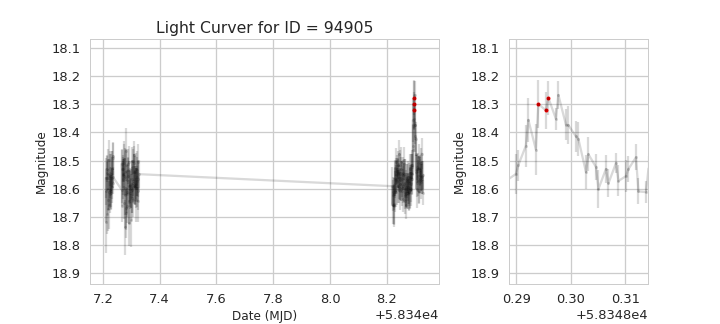 Light Curver for ID = 94905
Magnitude
18.1
18.2
18.3
18.4
18.5
18.6
18.7
18.8
18.9
7.2 7.4 7.6 7.8 8.0 8.2
Date (MJD)
+5.834e4
Magnitude
18.1
18.2
18.3
18.4
18.5
18.6
18.7
18.8
18.9
0.29 0.30 0.31
+5.8348e4